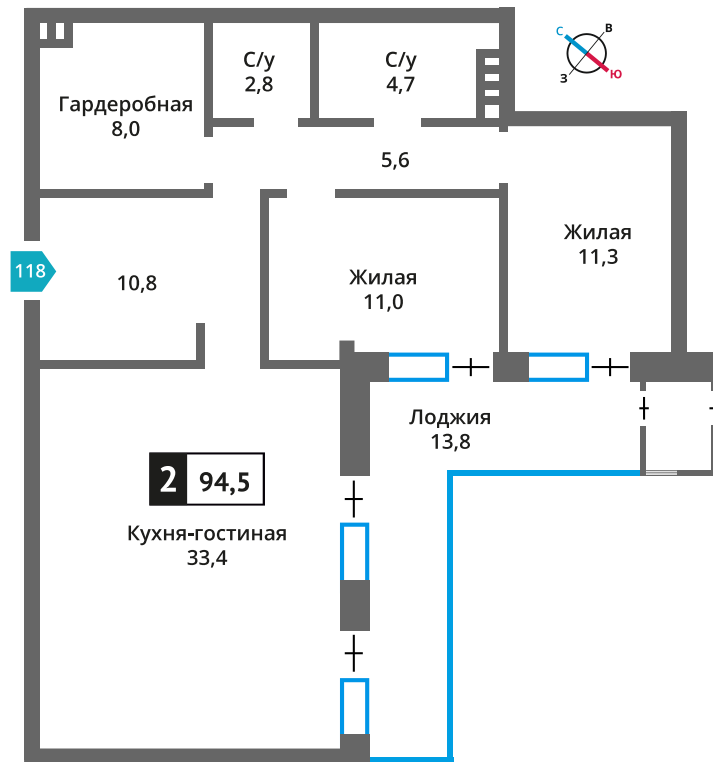 С
В
З
Ю
С/у
2,8
С/у
4,7
Гардеробная
8,0
5,6
Жилая
11,3
118
10,8
Жилая
11,0
Лоджия
13,8
2 94,5
Кухня-гостиная
33,4